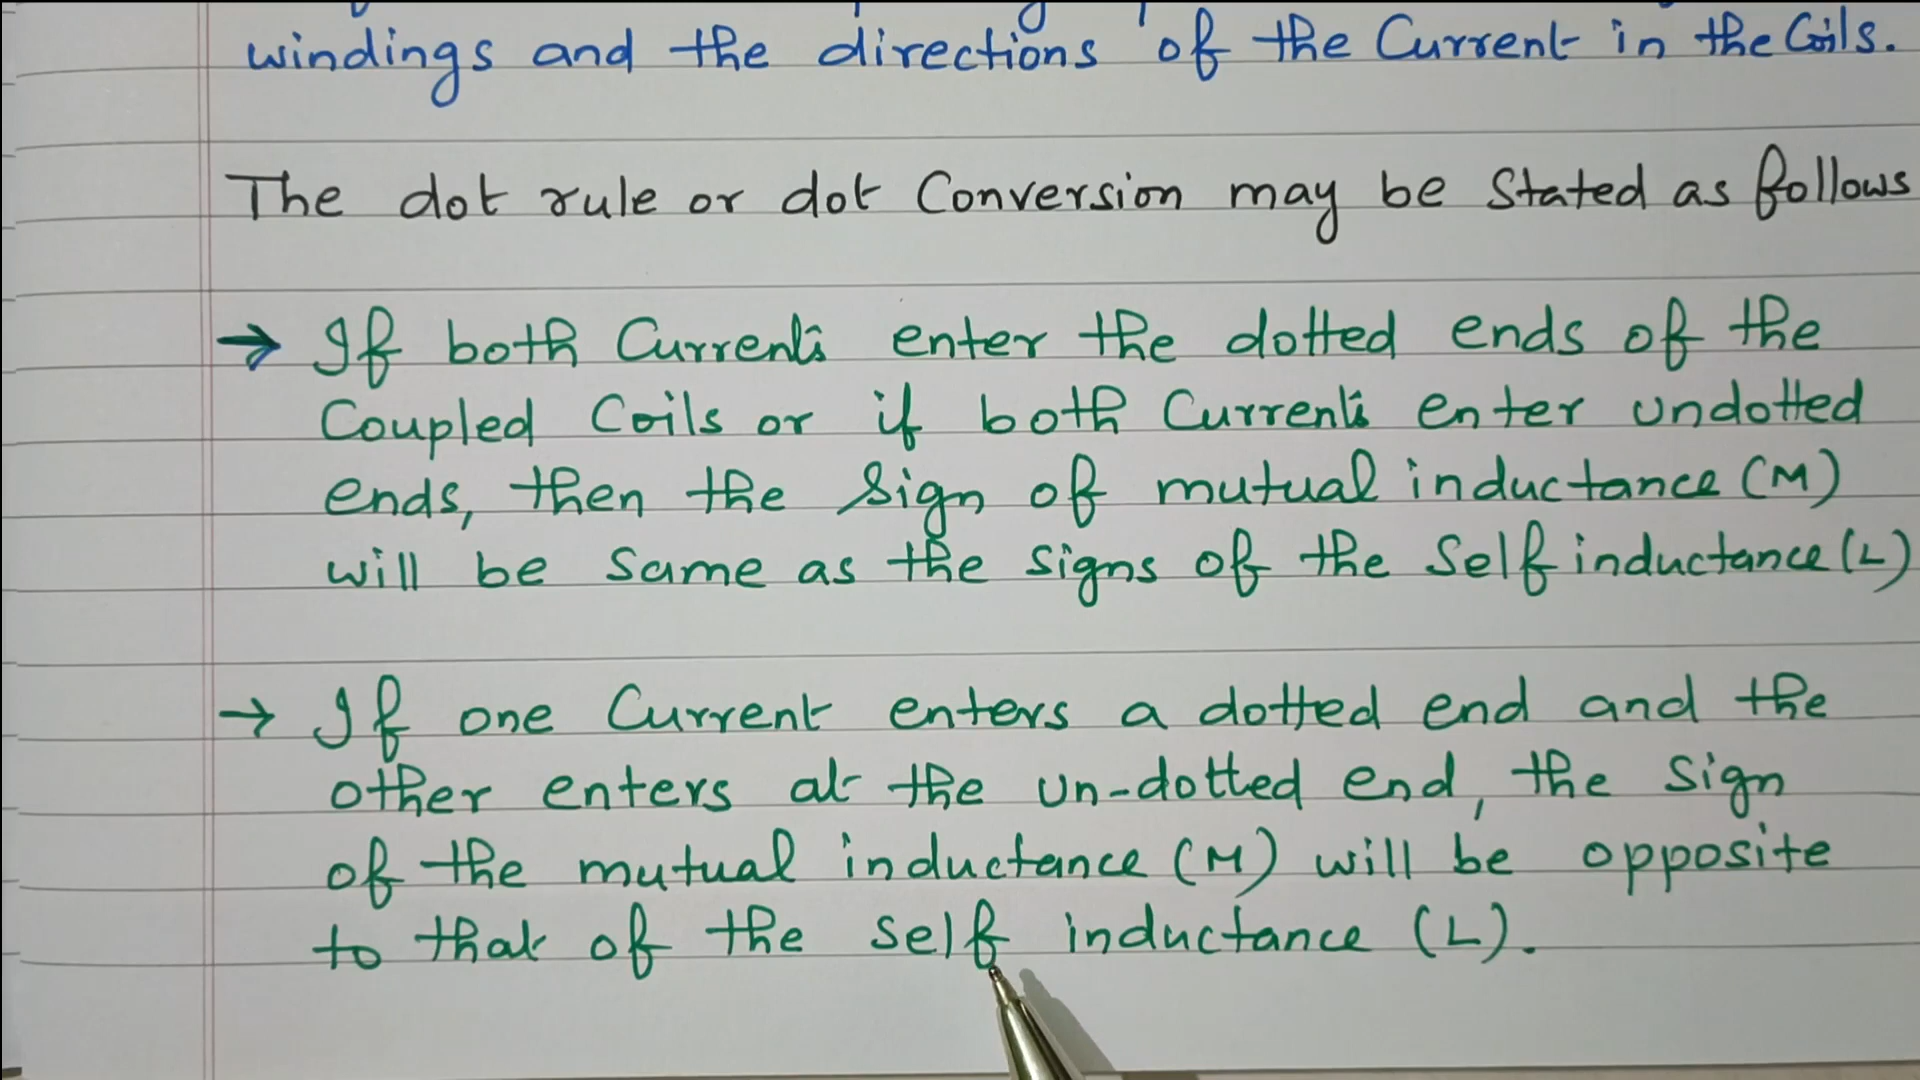 windings and the directions of the Current in the Coils.
The dot rule or dot Conversion may be Stated as follows
→ If both Currents enter the dotted ends of the
Coupled Coils or if both Currents enter undotted
ends, then the sign of mutual inductance (M)
will be Same as the signs of the Self inductance (L)
→ If one Current enters a dotted end and the
other enters at the un-dotted end, the sign
of the mutual inductance (M) will be opposite
to that of the self inductance (L).